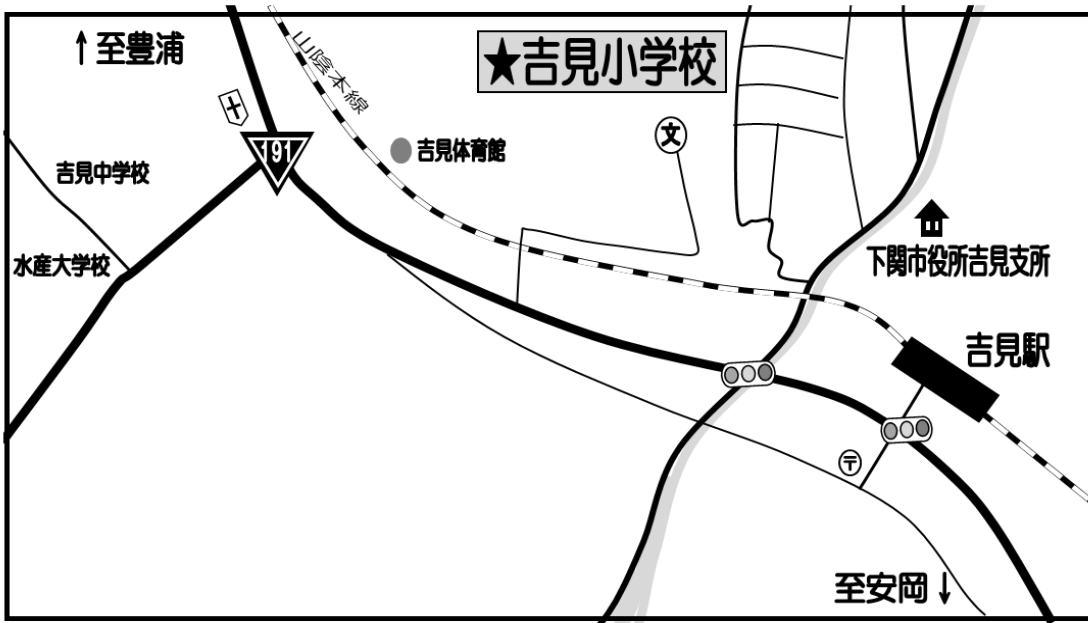 ↑至豊浦
山陰本線
★吉見小学校
191
吉見体育館
文
吉見中学校
水産大学校
下関市役所吉見支所
吉見駅
〒
至安岡↓